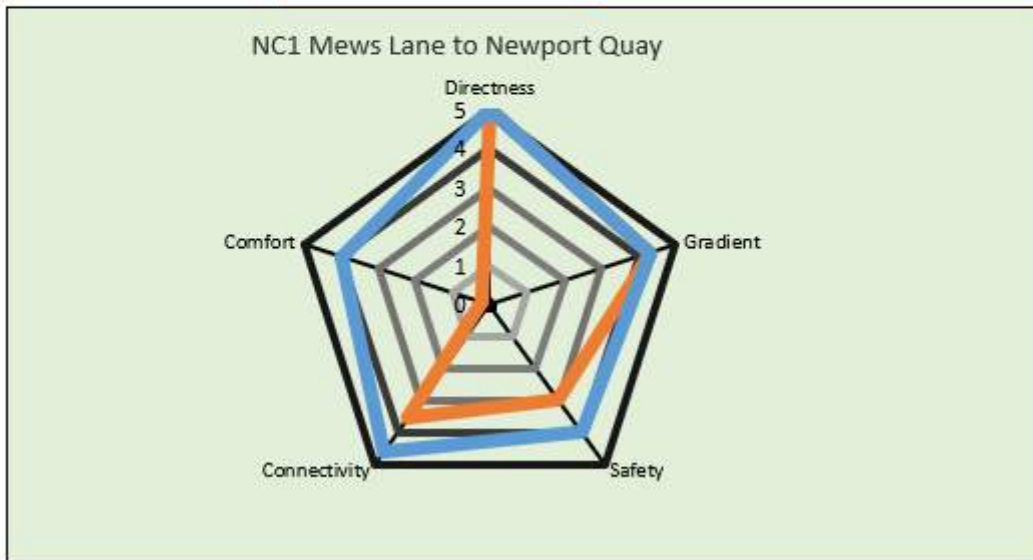 NC1 Mews Lane to Newport Quay
Directness
5
4
3
2
1
0
Comfort
Gradient
Connectivity
Safety